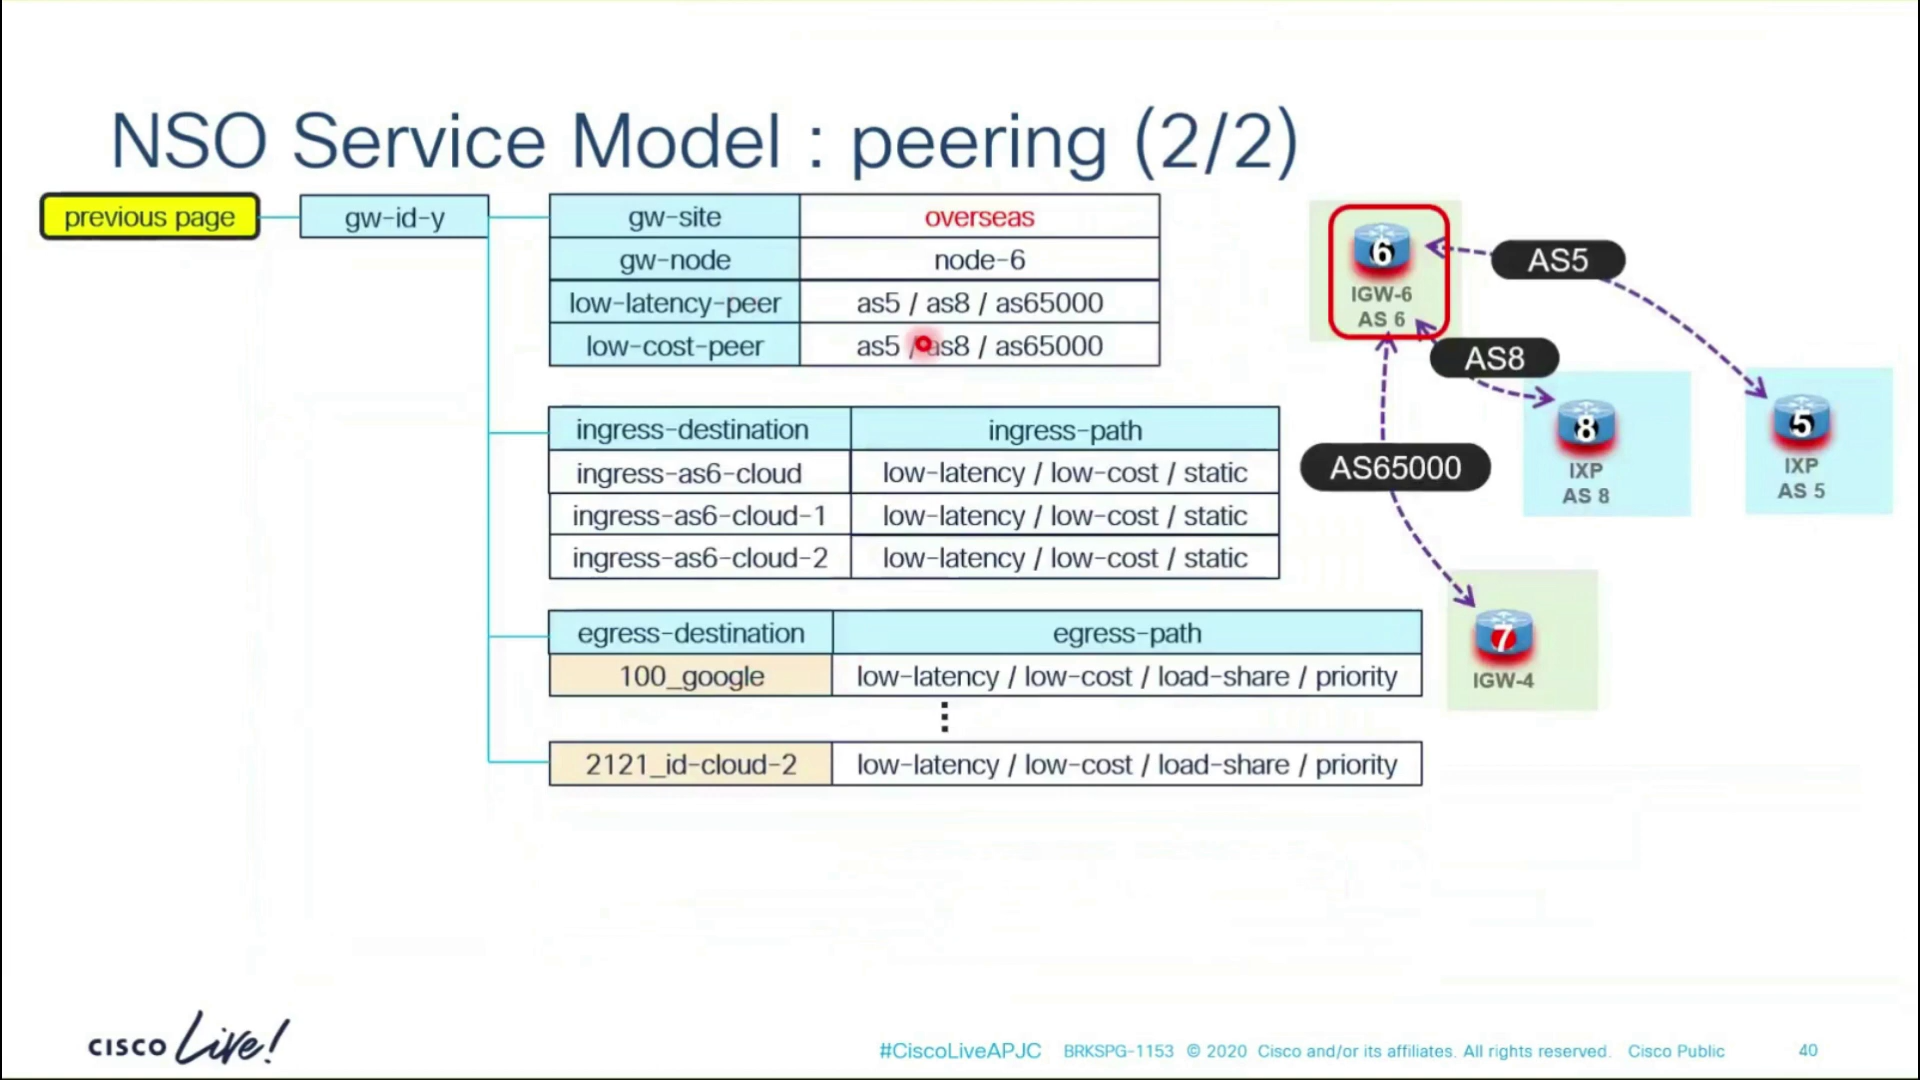 NSO Service Model : peering (2/2)
previous page
gw-id-y
gw-site overseas
gw-node node-6
low-latency-peer as5 / as8 / as65000
low-cost-peer as5 / as8 / as65000
ingress-destination ingress-path
ingress-as6-cloud low-latency / low-cost / static
ingress-as6-cloud-1 low-latency / low-cost / static
ingress-as6-cloud-2 low-latency / low-cost / static
egress-destination egress-path
100_google low-latency / low-cost / load-share / priority
⋮
2121_id-cloud-2 low-latency / low-cost / load-share / priority
6
IGW-6
AS 6
AS5
AS8
AS65000
8
IXP
AS 8
5
IXP
AS 5
7
IGW-4
CISCO Live!
#CiscoLiveAPJC BRKSPG-1153 © 2020 Cisco and/or its affiliates. All rights reserved. Cisco Public 40